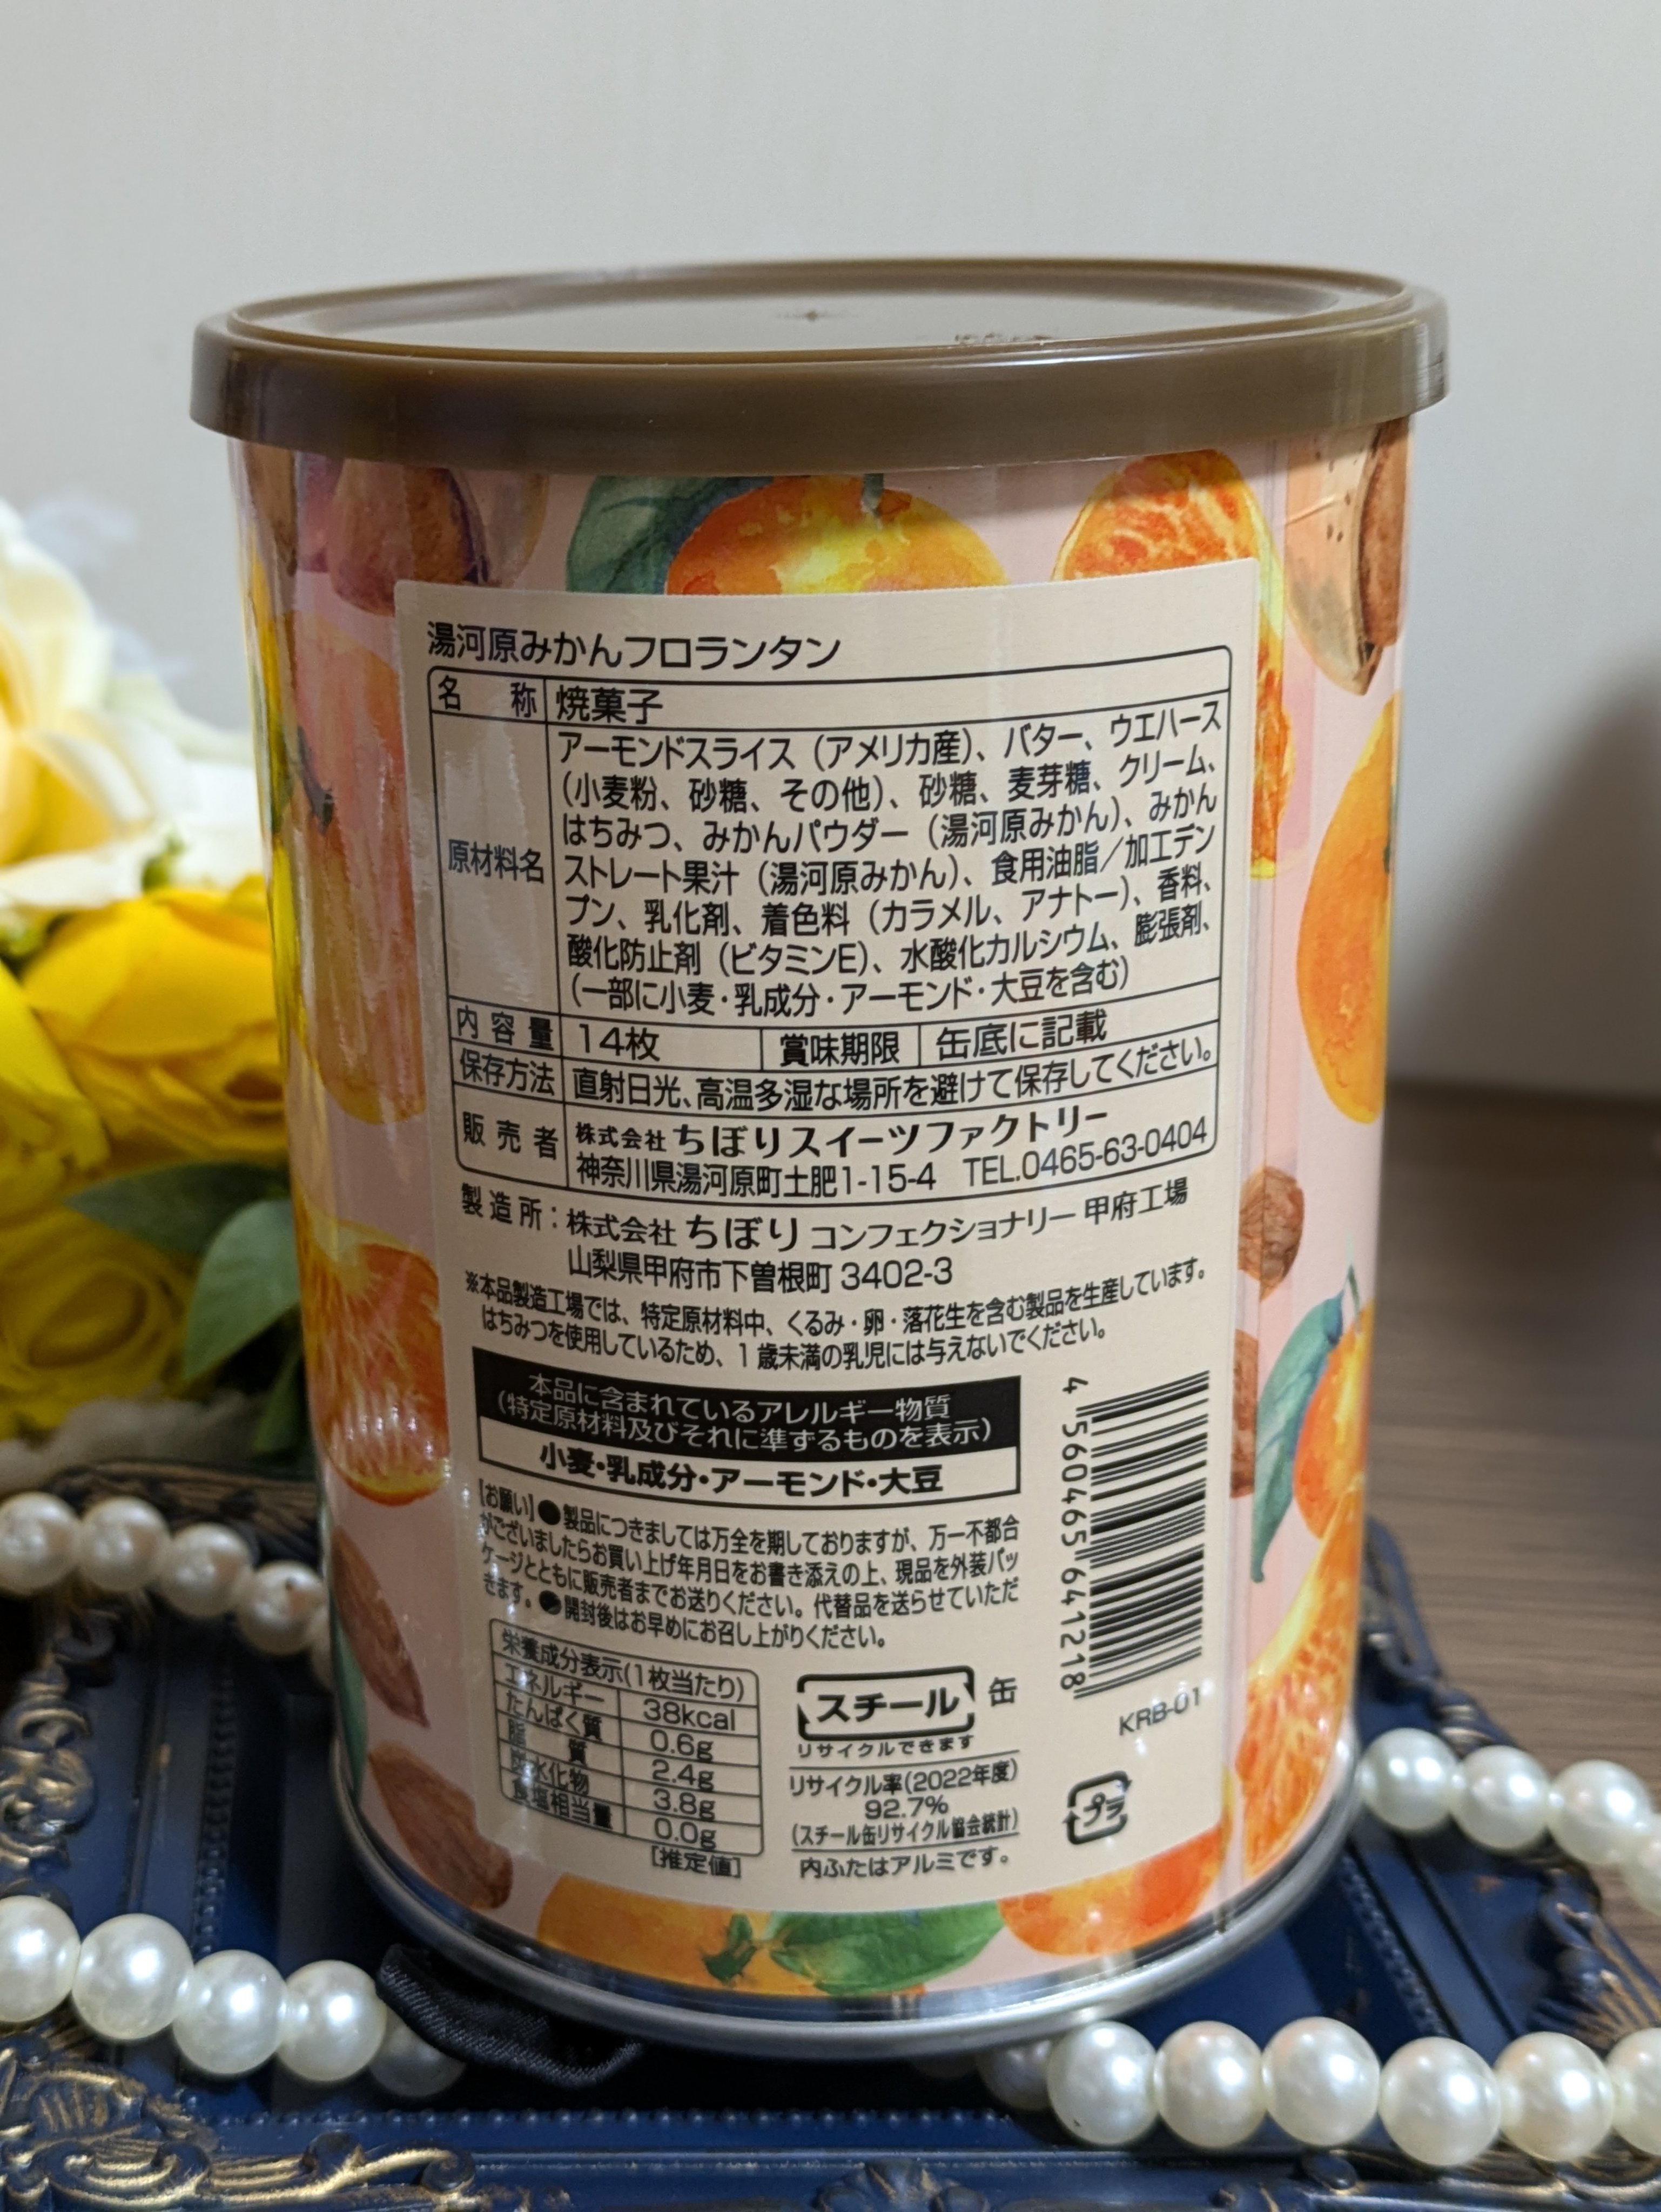 湯河原みかんフロランタン
名称 焼菓子
原材料名 アーモンドスライス（アメリカ産）、バター、ウエハース
（小麦粉、砂糖、その他）、砂糖、麦芽糖、クリーム、
はちみつ、みかんパウダー（湯河原みかん）、みかん
ストレート果汁（湯河原みかん）、食用油脂／加工デン
プン、乳化剤、着色料（カラメル、アナトー）、香料、
酸化防止剤（ビタミンE）、水酸化カルシウム、膨張剤、
（一部に小麦・乳成分・アーモンド・大豆を含む）
内容量 14枚 賞味期限 缶底に記載
保存方法 直射日光、高温多湿な場所を避けて保存してください。
販売者 株式会社ちぼりスイーツファクトリー
神奈川県湯河原町土肥1-15-4 TEL.0465-63-0404
製造所：株式会社ちぼりコンフェクショナリー 甲府工場
山梨県甲府市下曽根町 3402-3
※本品製造工場では、特定原材料中、くるみ・卵・落花生を含む製品を生産しています。
はちみつを使用しているため、1歳未満の乳児には与えないでください。
本品に含まれているアレルギー物質
（特定原材料及びそれに準ずるものを表示）
小麦・乳成分・アーモンド・大豆
[お願い]●製品につきましては万全を期しておりますが、万一不都合
がございましたらお買い上げ年月日をお書き添えの上、現品を外装パッ
ケージとともに販売者までお送りください。代替品を送らせていただ
きます。●開封後はお早めにお召し上がりください。
栄養成分表示(1枚当たり)
エネルギー 38kcal
たんぱく質 0.6g
脂質 2.4g
炭水化物 3.8g
食塩相当量 0.0g
[推定値]
スチール 缶
リサイクルできます
リサイクル率(2022年度)
92.7%
(スチール缶リサイクル協会統計)
内ふたはアルミです。
4 560465 641218
KRB-01
プラ